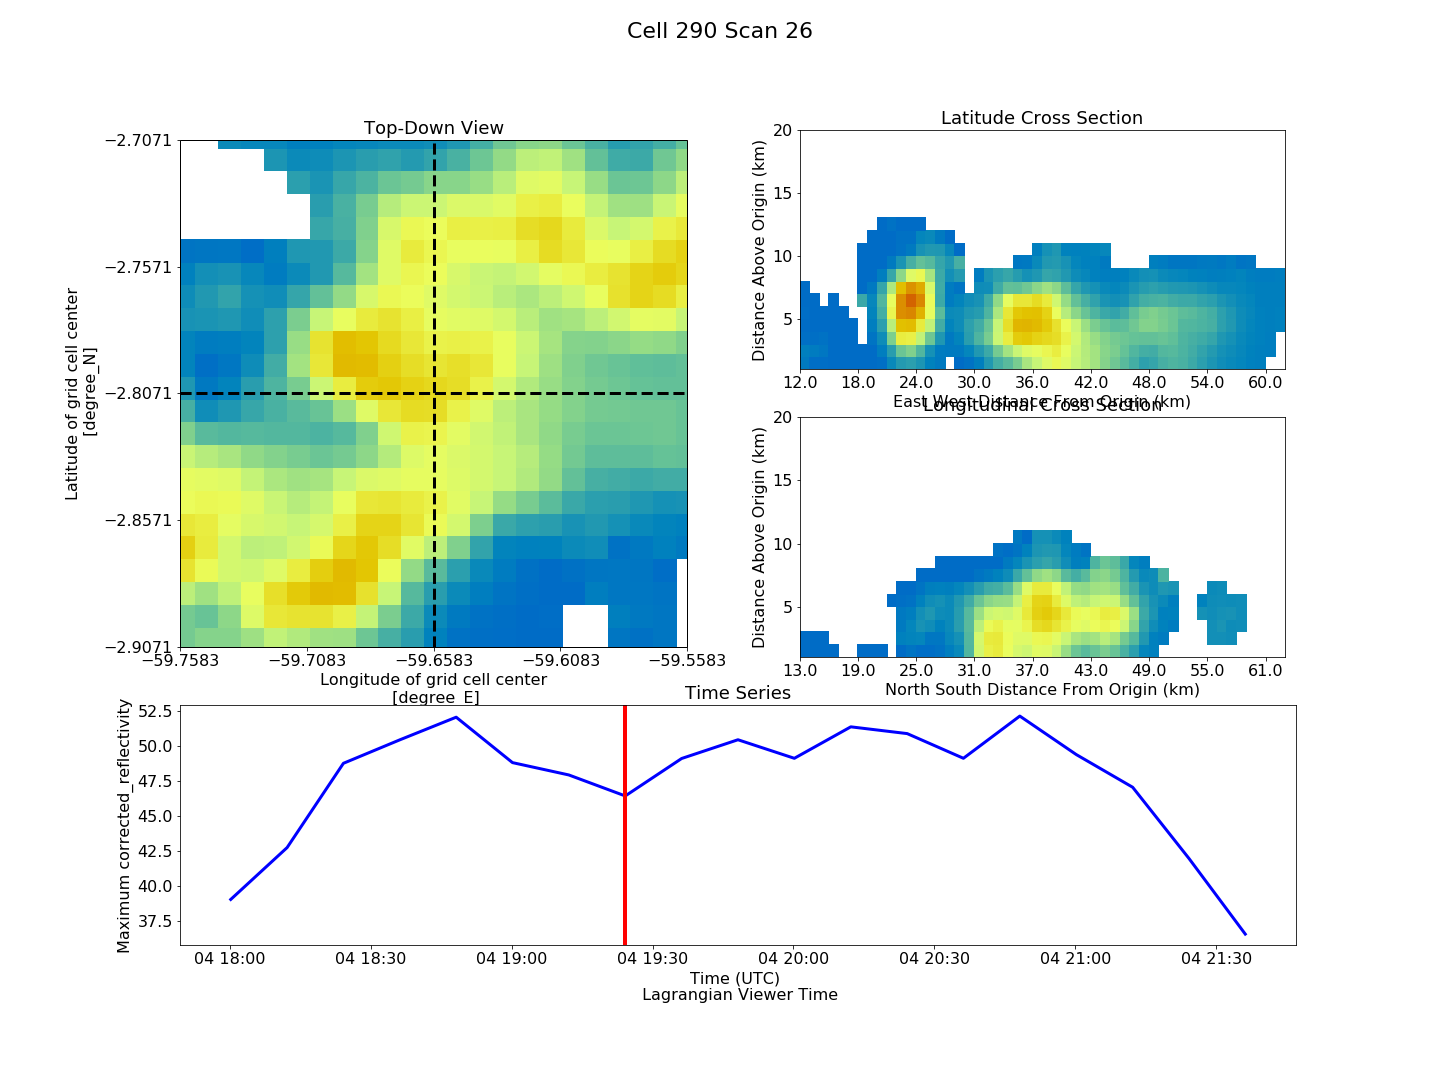 Cell 290 Scan 26
Top-Down View
−2.7071
−2.7571
−2.8071
−2.8571
−2.9071
Latitude of grid cell center
[degree_N]
−59.7583 −59.7083 −59.6583 −59.6083 −59.5583
Longitude of grid cell center
[degree_E]
Latitude Cross Section
20
15
10
5
Distance Above Origin (km)
12.0 18.0 24.0 30.0 36.0 42.0 48.0 54.0 60.0
East West Distance From Origin (km)
Longitudinal Cross Section
20
15
10
5
Distance Above Origin (km)
13.0 19.0 25.0 31.0 37.0 43.0 49.0 55.0 61.0
North South Distance From Origin (km)
Time Series
52.5
50.0
47.5
45.0
42.5
40.0
37.5
Maximum corrected_reflectivity
04 18:00 04 18:30 04 19:00 04 19:30 04 20:00 04 20:30 04 21:00 04 21:30
Time (UTC)
Lagrangian Viewer Time